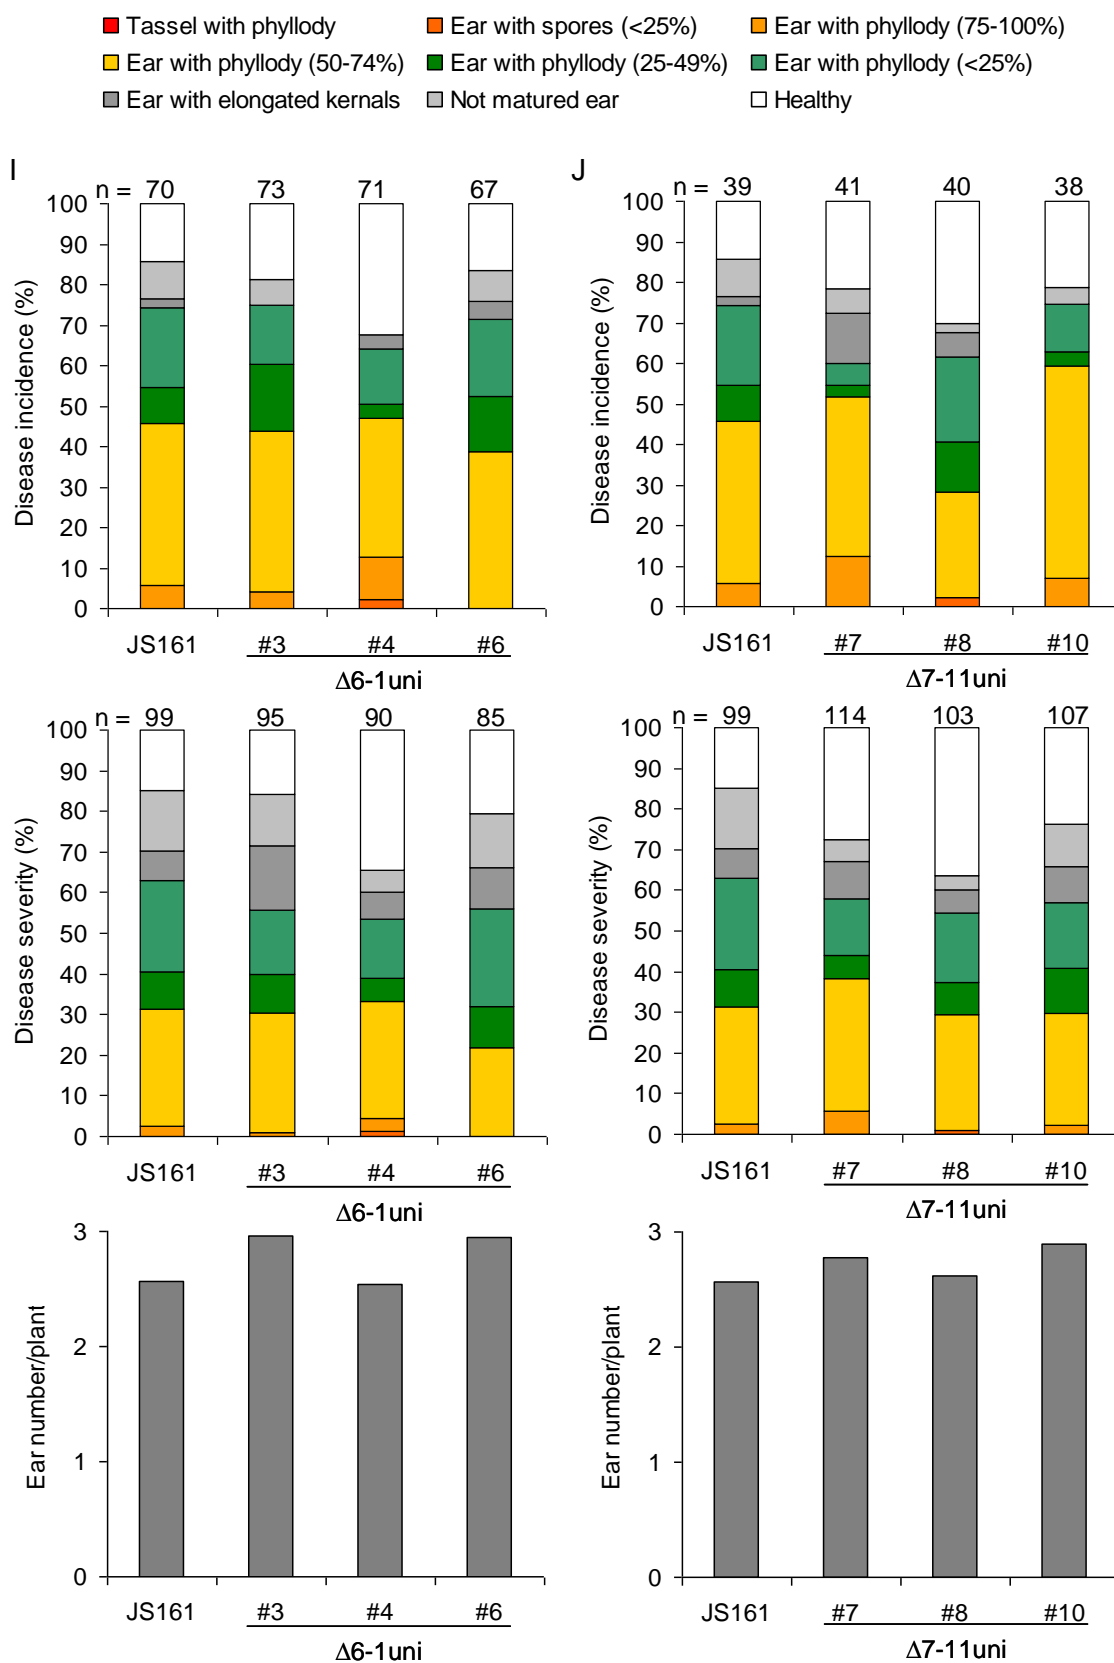 Tassel with phyllody Ear with spores (<25%) Ear with phyllody (75-100%)
Ear with phyllody (50-74%) Ear with phyllody (25-49%) Ear with phyllody (<25%)
Ear with elongated kernals Not matured ear Healthy
I
n = 70 73 71 67
100
90
80
70
60
50
40
30
20
10
0
Disease incidence (%)
JS161 #3 #4 #6
Δ6-1uni
J
n = 39 41 40 38
100
90
80
70
60
50
40
30
20
10
0
Disease incidence (%)
JS161 #7 #8 #10
Δ7-11uni
n = 99 95 90 85
100
90
80
70
60
50
40
30
20
10
0
Disease severity (%)
JS161 #3 #4 #6
Δ6-1uni
n = 99 114 103 107
100
90
80
70
60
50
40
30
20
10
0
Disease severity (%)
JS161 #7 #8 #10
Δ7-11uni
3
2
1
0
Ear number/plant
JS161 #3 #4 #6
Δ6-1uni
3
2
1
0
Ear number/plant
JS161 #7 #8 #10
Δ7-11uni